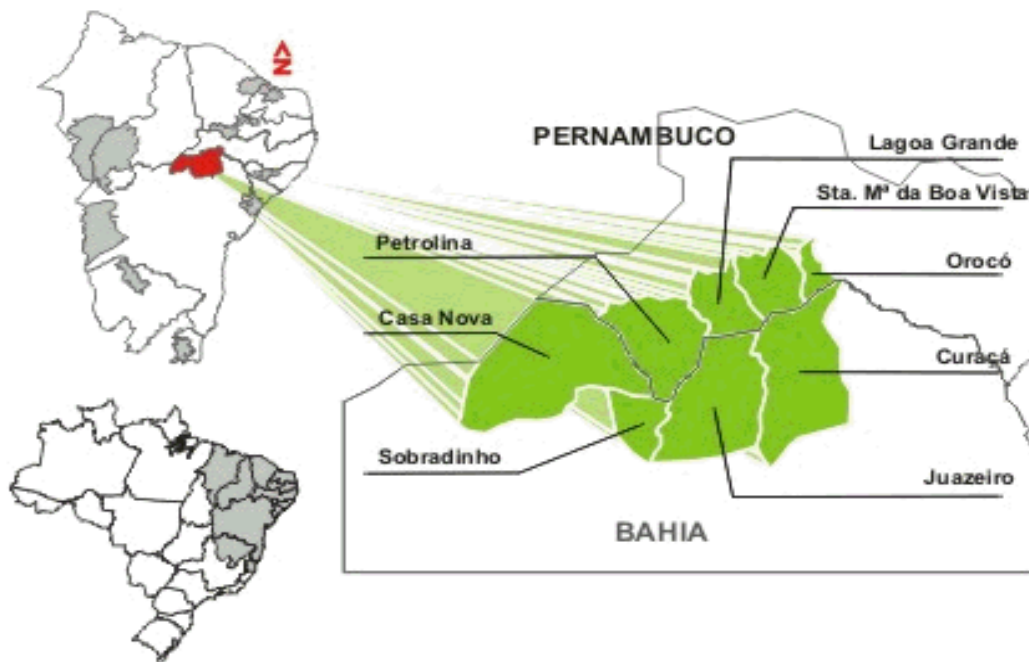 N
PERNAMBUCO
Lagoa Grande
Sta. Mª da Boa Vista
Petrolina
Orocó
Casa Nova
Curaçá
Sobradinho
Juazeiro
BAHIA